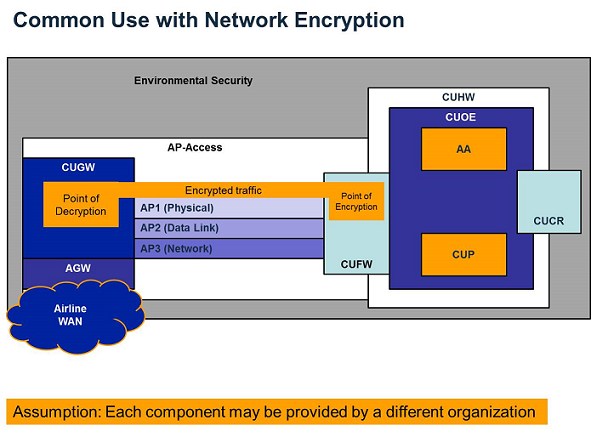 Common Use with Network Encryption
Environmental Security
CUHW
CUOE
AP-Access
CUGW
AA
Encrypted traffic
Point of
Decryption
Point of
Encryption
AP1 (Physical)
AP2 (Data Link)
AP3 (Network)
CUCR
CUP
CUFW
AGW
Airline
WAN
Assumption: Each component may be provided by a different organization